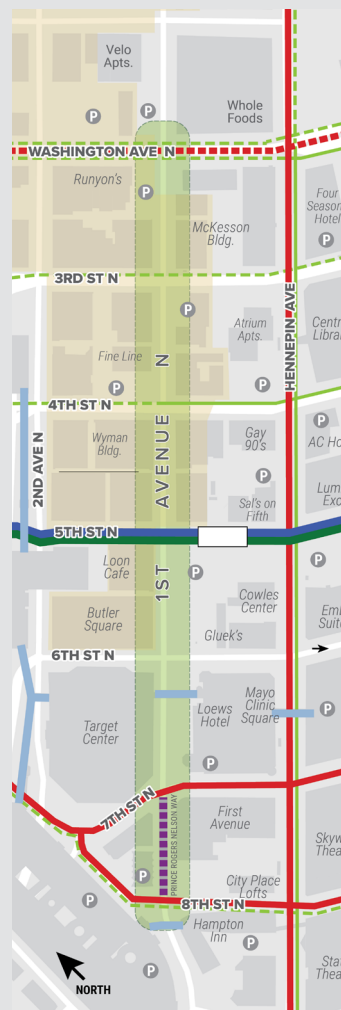 Velo
Apts.
P
P
Whole
Foods
WASHINGTON AVE N
Runyon's
P
Four
Season
Hotel
McKesson
Bldg.
P
3RD ST N
P
Atrium
Apts.
Centr
Libra
HENNEPIN AVE
Fine Line
P
P
4TH ST N
2ND AVE N
Wyman
Bldg.
Gay
90's
P
AC Ho
P
Lum
Exc
Sal's on
Fifth
1ST AVENUE N
5TH ST N
Loon
Cafe
P
P
Butler
Square
Cowles
Center
Emb
Suite
Gluek's
6TH ST N
Loews
Hotel
Mayo
Clinic
Square
P
Target
Center
P
7TH ST N
PRINCE ROGERS NELSON WAY
First
Avenue
Skyw
Thea
P
City Place
Lofts
P
8TH ST N
Hampton
Inn
P
P
Sta
Thea
NORTH